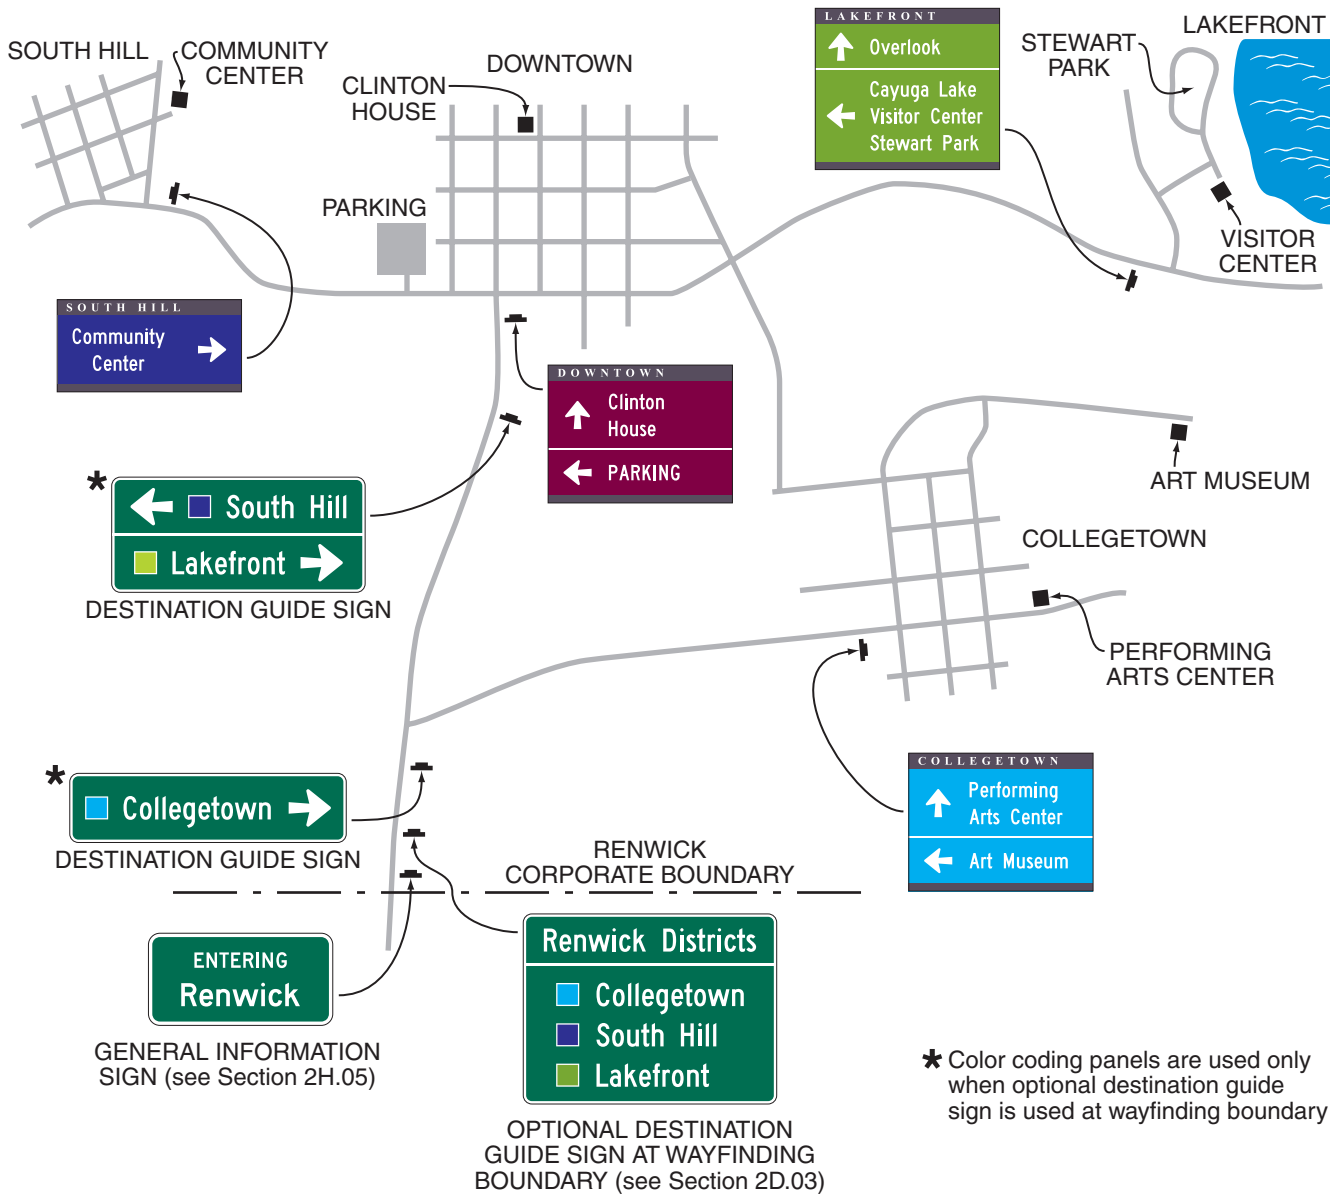 SOUTH HILL
COMMUNITY
CENTER
CLINTON
HOUSE
DOWNTOWN
LAKEFRONT
Overlook
Cayuga Lake
Visitor Center
Stewart Park
STEWART
PARK
LAKEFRONT
PARKING
VISITOR
CENTER
SOUTH HILL
Community
Center
DOWNTOWN
Clinton
House
PARKING
*
South Hill
Lakefront
DESTINATION GUIDE SIGN
ART MUSEUM
COLLEGETOWN
PERFORMING
ARTS CENTER
*
Collegetown
DESTINATION GUIDE SIGN
COLLEGETOWN
Performing
Arts Center
Art Museum
RENWICK
CORPORATE BOUNDARY
ENTERING
Renwick
GENERAL INFORMATION
SIGN (see Section 2H.05)
Renwick Districts
Collegetown
South Hill
Lakefront
OPTIONAL DESTINATION
GUIDE SIGN AT WAYFINDING
BOUNDARY (see Section 2D.03)
* Color coding panels are used only
when optional destination guide
sign is used at wayfinding boundary